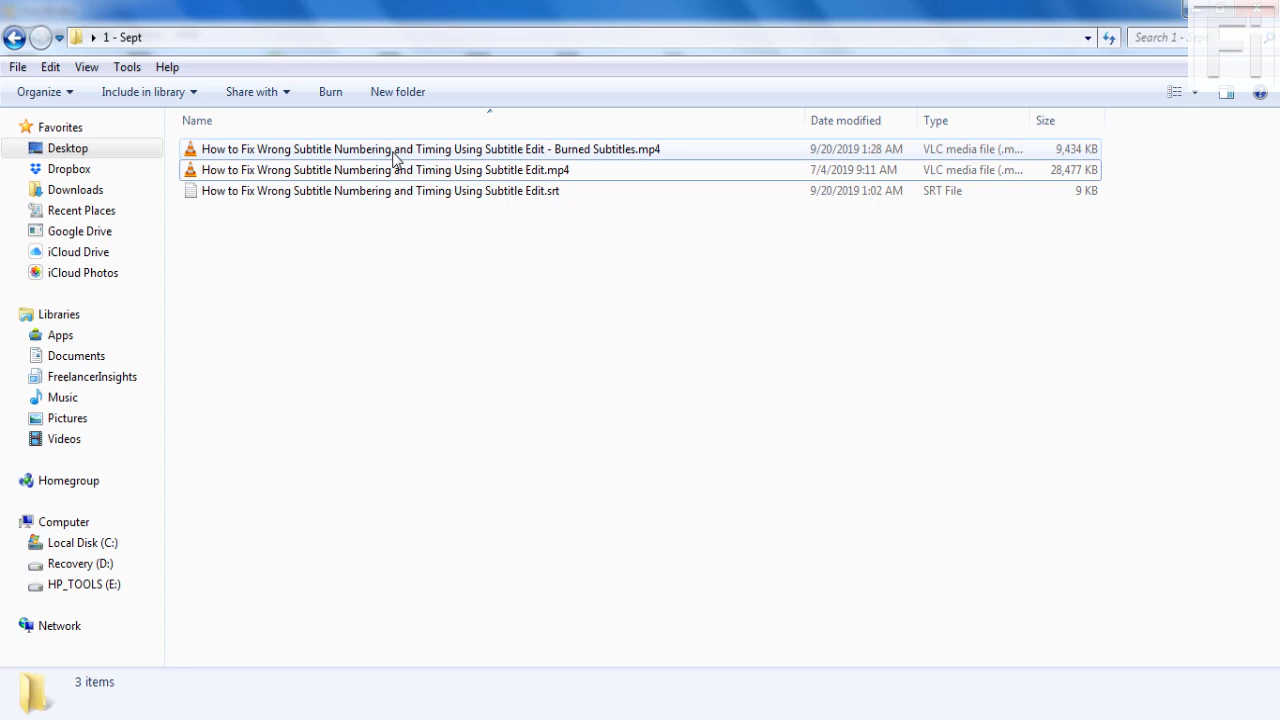 1 - Sept
Search 1 - Sept
File Edit View Tools Help
Organize Include in library Share with Burn New folder
Name Date modified Type Size
How to Fix Wrong Subtitle Numbering and Timing Using Subtitle Edit - Burned Subtitles.mp4 9/20/2019 1:28 AM VLC media file (.m... 9,434 KB
How to Fix Wrong Subtitle Numbering and Timing Using Subtitle Edit.mp4 7/4/2019 9:11 AM VLC media file (.m... 28,477 KB
How to Fix Wrong Subtitle Numbering and Timing Using Subtitle Edit.srt 9/20/2019 1:02 AM SRT File 9 KB
Favorites
Desktop
Dropbox
Downloads
Recent Places
Google Drive
iCloud Drive
iCloud Photos
Libraries
Apps
Documents
FreelancerInsights
Music
Pictures
Videos
Homegroup
Computer
Local Disk (C:)
Recovery (D:)
HP_TOOLS (E:)
Network
3 items